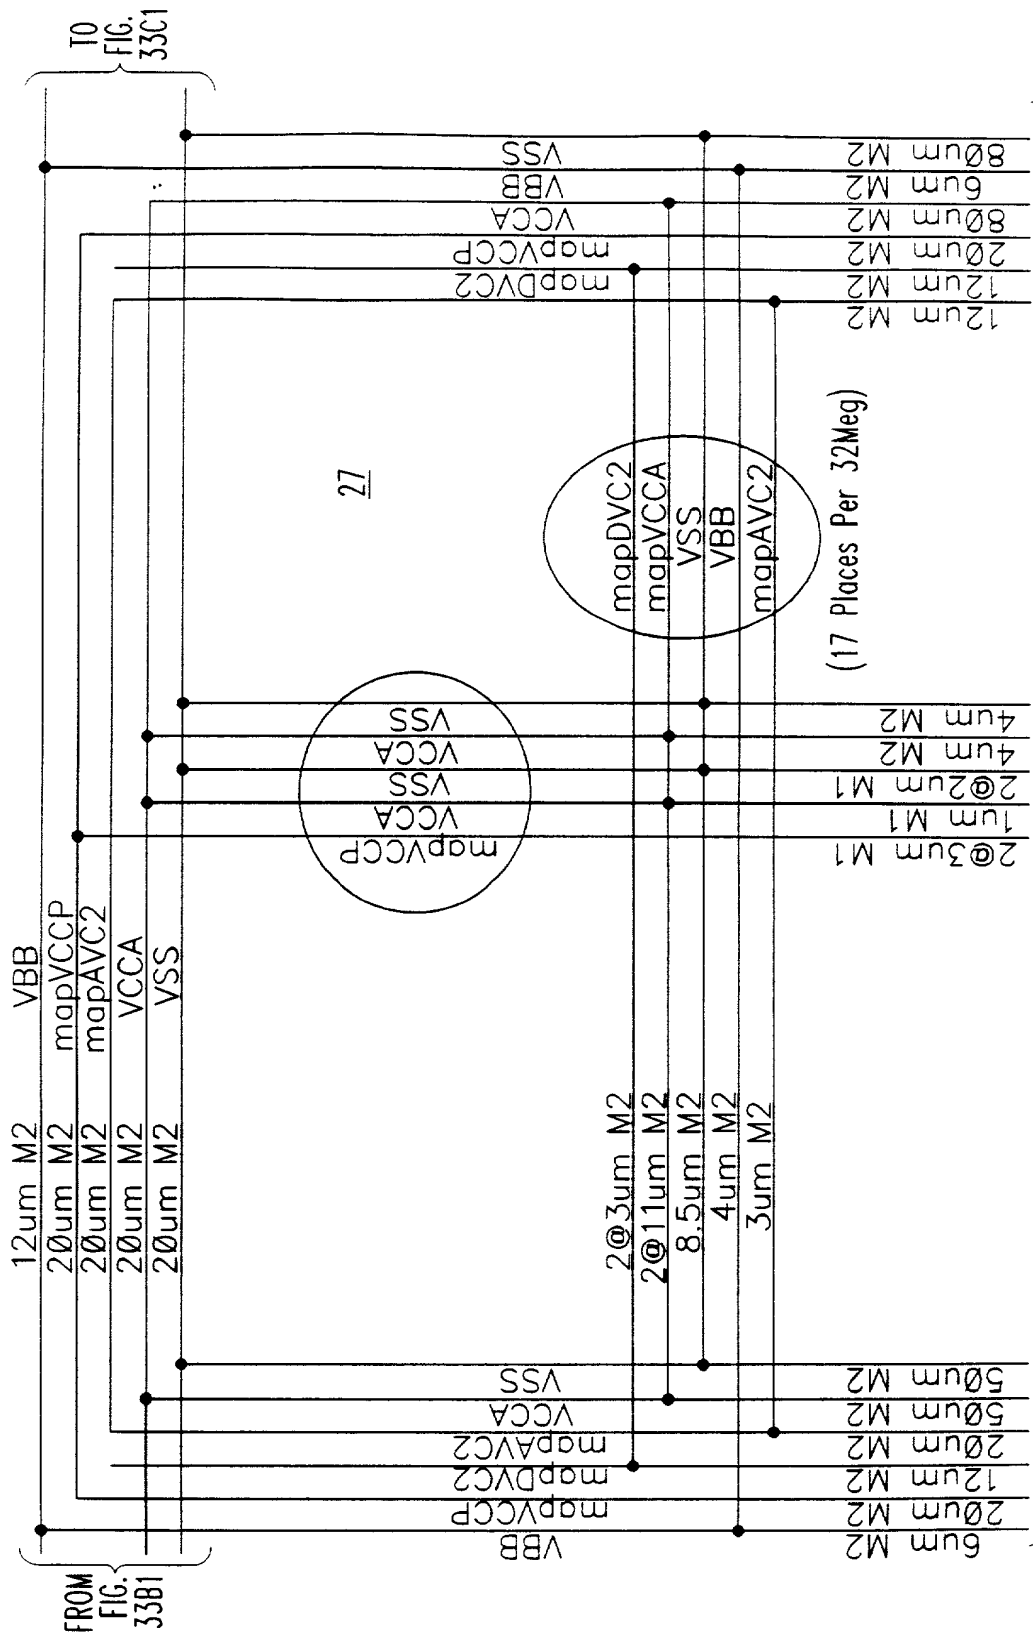 TO
FIG.
33C1
VSS
80um M2
VBB
6um M2
VCCA
80um M2
mapVCCP
20um M2
mapDVC2
12um M2
12um M2
27
mapDVC2
mapVCCA
VSS
VBB
mapAVC2
(17 Places Per 32Meg)
VSS
4um M2
VCCA
4um M2
VSS
2@2um M1
VCCA
1um M1
mapVCCP
2@3um M1
12um M2 VBB
20um M2 mapVCCP
20um M2 mapAVC2
20um M2 VCCA
20um M2 VSS
2@3um M2
2@11um M2
8.5um M2
4um M2
3um M2
VSS
50um M2
VCCA
50um M2
mapAVC2
20um M2
mapDVC2
12um M2
mapVCCP
20um M2
VBB
6um M2
FROM
FIG.
33B1